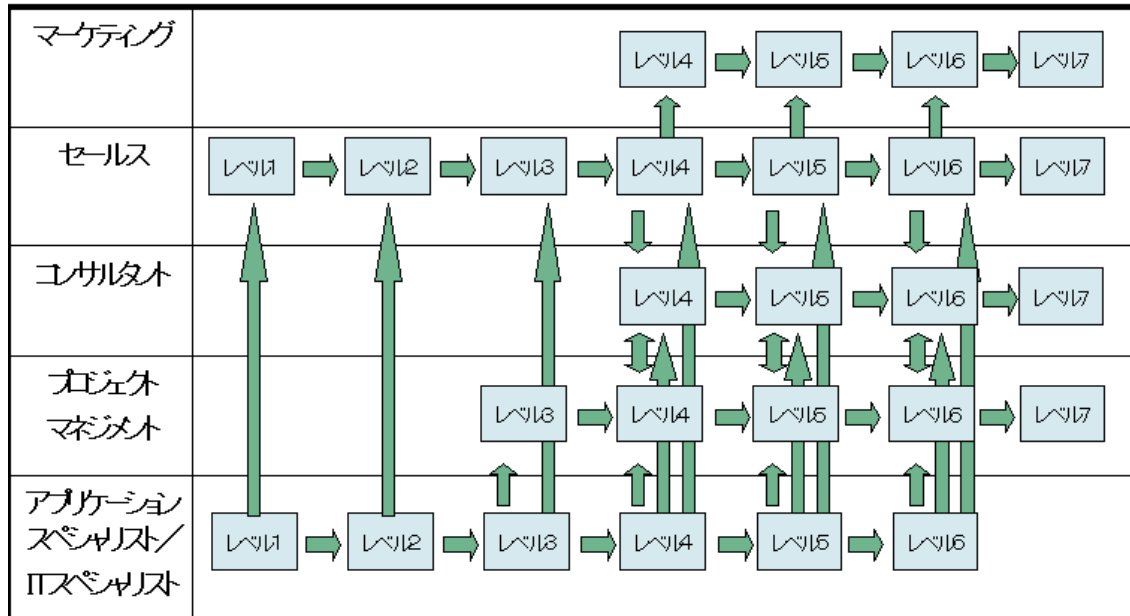 マーケティング
レベル4 レベル5 レベル6 レベル7
セールス
レベル1 レベル2 レベル3 レベル4 レベル5 レベル6 レベル7
コンサルタント
レベル4 レベル5 レベル6 レベル7
プロジェクト
マネジメント
レベル3 レベル4 レベル5 レベル6 レベル7
アプリケーション
スペシャリスト/
ITスペシャリスト
レベル1 レベル2 レベル3 レベル4 レベル5 レベル6